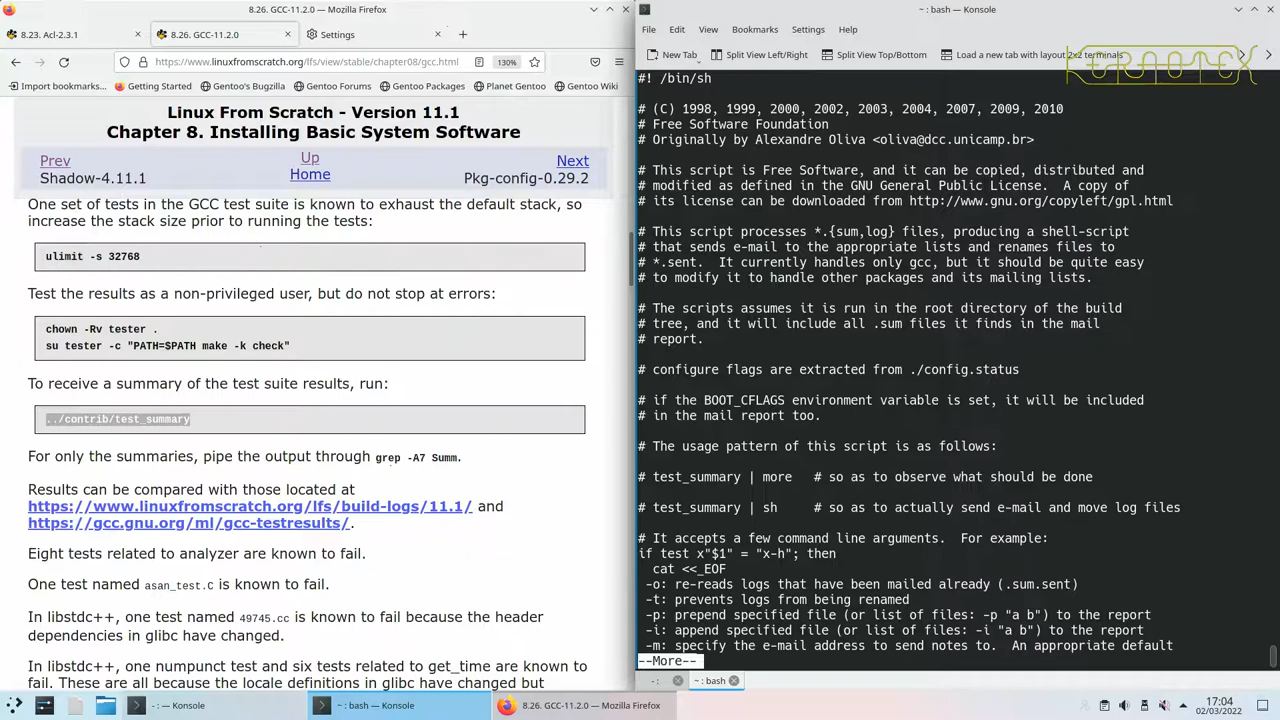 8.26. GCC-11.2.0 — Mozilla Firefox
8.23. Acl-2.3.1
8.26. GCC-11.2.0
Settings
https://www.linuxfromscratch.org/lfs/view/stable/chapter08/gcc.html
130%
Import bookmarks...
Getting Started
Gentoo's Bugzilla
Gentoo Forums
Gentoo Packages
Planet Gentoo
Gentoo Wiki
Linux From Scratch - Version 11.1
Chapter 8. Installing Basic System Software
Prev
Up
Next
Shadow-4.11.1
Home
Pkg-config-0.29.2
One set of tests in the GCC test suite is known to exhaust the default stack, so
increase the stack size prior to running the tests:
ulimit -s 32768
Test the results as a non-privileged user, but do not stop at errors:
chown -Rv tester .
su tester -c "PATH=$PATH make -k check"
To receive a summary of the test suite results, run:
../contrib/test_summary
For only the summaries, pipe the output through grep -A7 Summ.
Results can be compared with those located at
https://www.linuxfromscratch.org/lfs/build-logs/11.1/ and
https://gcc.gnu.org/ml/gcc-testresults/.
Eight tests related to analyzer are known to fail.
One test named asan_test.C is known to fail.
In libstdc++, one test named 49745.cc is known to fail because the header
dependencies in glibc have changed.
In libstdc++, one numpunct test and six tests related to get_time are known to
fail. These are all because the locale definitions in glibc have changed but
~ : bash — Konsole
File
Edit
View
Bookmarks
Settings
Help
New Tab
Split View Left/Right
Split View Top/Bottom
Load a new tab with layout 2x2 terminals
KERNOTEX
#! /bin/sh
# (C) 1998, 1999, 2000, 2002, 2003, 2004, 2007, 2009, 2010
# Free Software Foundation
# Originally by Alexandre Oliva <oliva@dcc.unicamp.br>
# This script is Free Software, and it can be copied, distributed and
# modified as defined in the GNU General Public License.  A copy of
# its license can be downloaded from http://www.gnu.org/copyleft/gpl.html
# This script processes *.{sum,log} files, producing a shell-script
# that sends e-mail to the appropriate lists and renames files to
# *.sent.  It currently handles only gcc, but it should be quite easy
# to modify it to handle other packages and its mailing lists.
# The scripts assumes it is run in the root directory of the build
# tree, and it will include all .sum files it finds in the mail
# report.
# configure flags are extracted from ./config.status
# if the BOOT_CFLAGS environment variable is set, it will be included
# in the mail report too.
# The usage pattern of this script is as follows:
# test_summary | more   # so as to observe what should be done
# test_summary | sh     # so as to actually send e-mail and move log files
# It accepts a few command line arguments.  For example:
if test x"$1" = "x-h"; then
cat <<_EOF
-o: re-reads logs that have been mailed already (.sum.sent)
-t: prevents logs from being renamed
-p: prepend specified file (or list of files: -p "a b") to the report
-i: append specified file (or list of files: -i "a b") to the report
-m: specify the e-mail address to send notes to.  An appropriate default
--More--
- :
~ : bash
- : — Konsole
~ : bash — Konsole
8.26. GCC-11.2.0 — Mozilla Firefox
17:04
02/03/2022